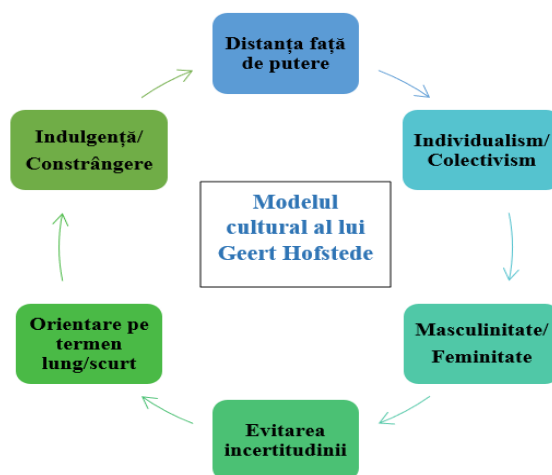 Distanța față
de putere
Individualism/
Colectivism
Masculinitate/
Feminitate
Evitarea
incertitudinii
Orientare pe
termen
lung/scurt
Indulgență/
Constrângere
Modelul
cultural al lui
Geert Hofstede